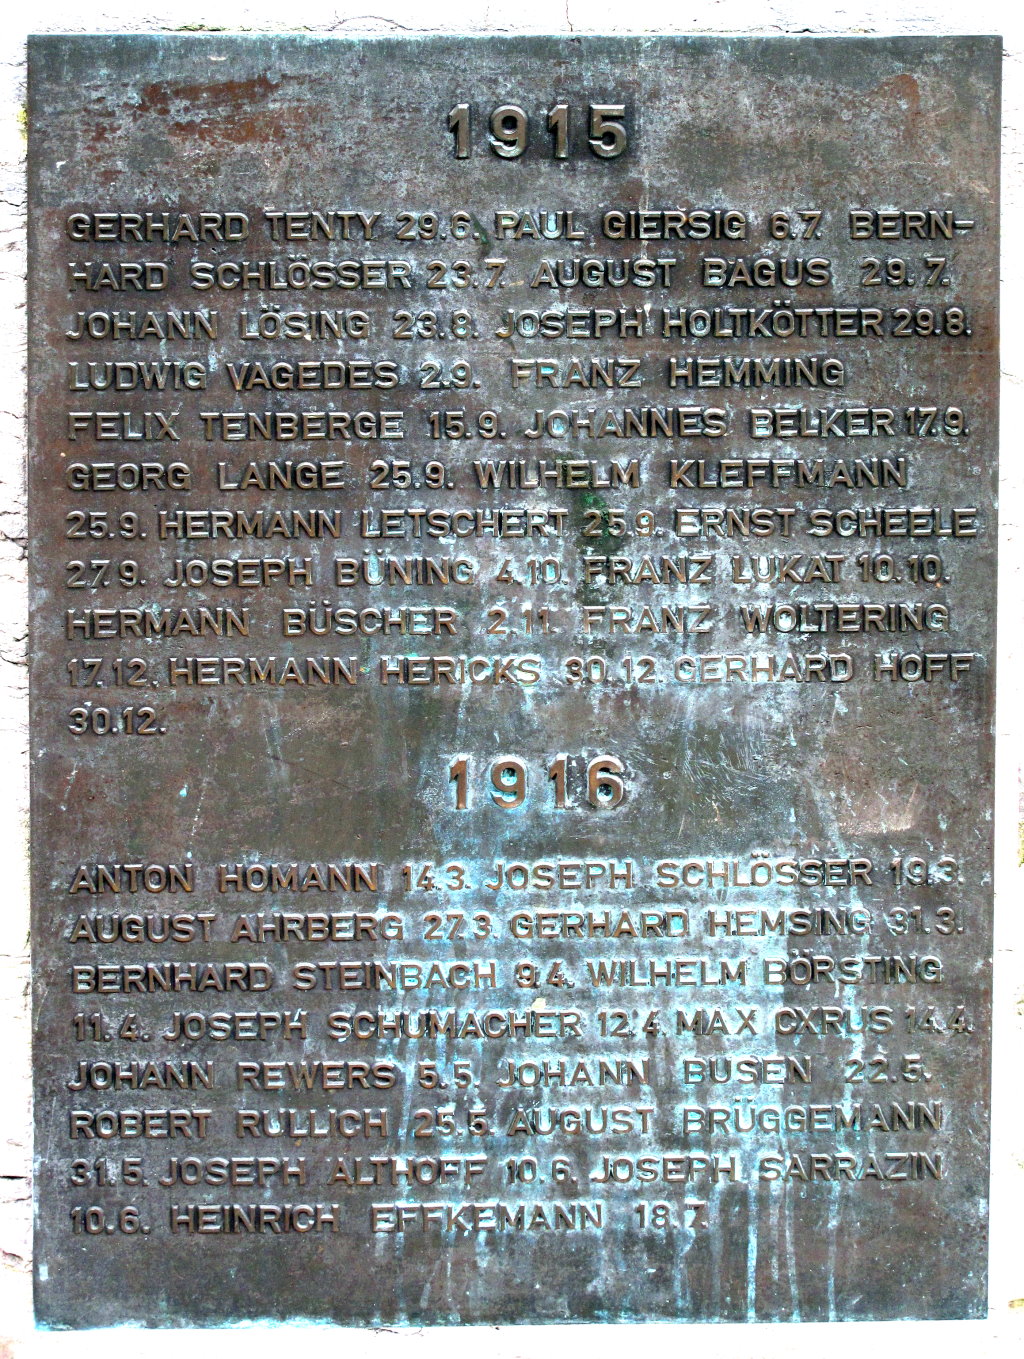 1915
GERHARD TENTY 29.6. PAUL GIERSIG 6.7. BERN-
HARD SCHLÖSSER 23.7. AUGUST BAGUS 29.7.
JOHANN LÖSING 23.8. JOSEPH HOLTKÖTTER 29.8.
LUDWIG VAGEDES 2.9. FRANZ HEMMING
FELIX TENBERGE 15.9. JOHANNES BELKER 17.9.
GEORG LANGE 25.9. WILHELM KLEFFMANN
25.9. HERMANN LETSCHERT 25.9. ERNST SCHEELE
27.9. JOSEPH BÜNING 4.10. FRANZ LUKAT 10.10.
HERMANN BÜSCHER 2.11. FRANZ WOLTERING
17.12. HERMANN HERICKS 30.12. GERHARD HOFF
30.12.
1916
ANTON HOMANN 14.3. JOSEPH SCHLÖSSER 19.3.
AUGUST AHRBERG 27.3. GERHARD HEMSING 31.3.
BERNHARD STEINBACH 9.4. WILHELM BÖRSTING
11.4. JOSEPH SCHUMACHER 12.4. MAX CXRUS 14.4.
JOHANN REWERS 5.5. JOHANN BUSEN 22.5.
ROBERT RULLICH 25.5. AUGUST BRÜGGEMANN
31.5. JOSEPH ALTHOFF 10.6. JOSEPH SARRAZIN
10.6. HEINRICH EFFKEMANN 18.7.